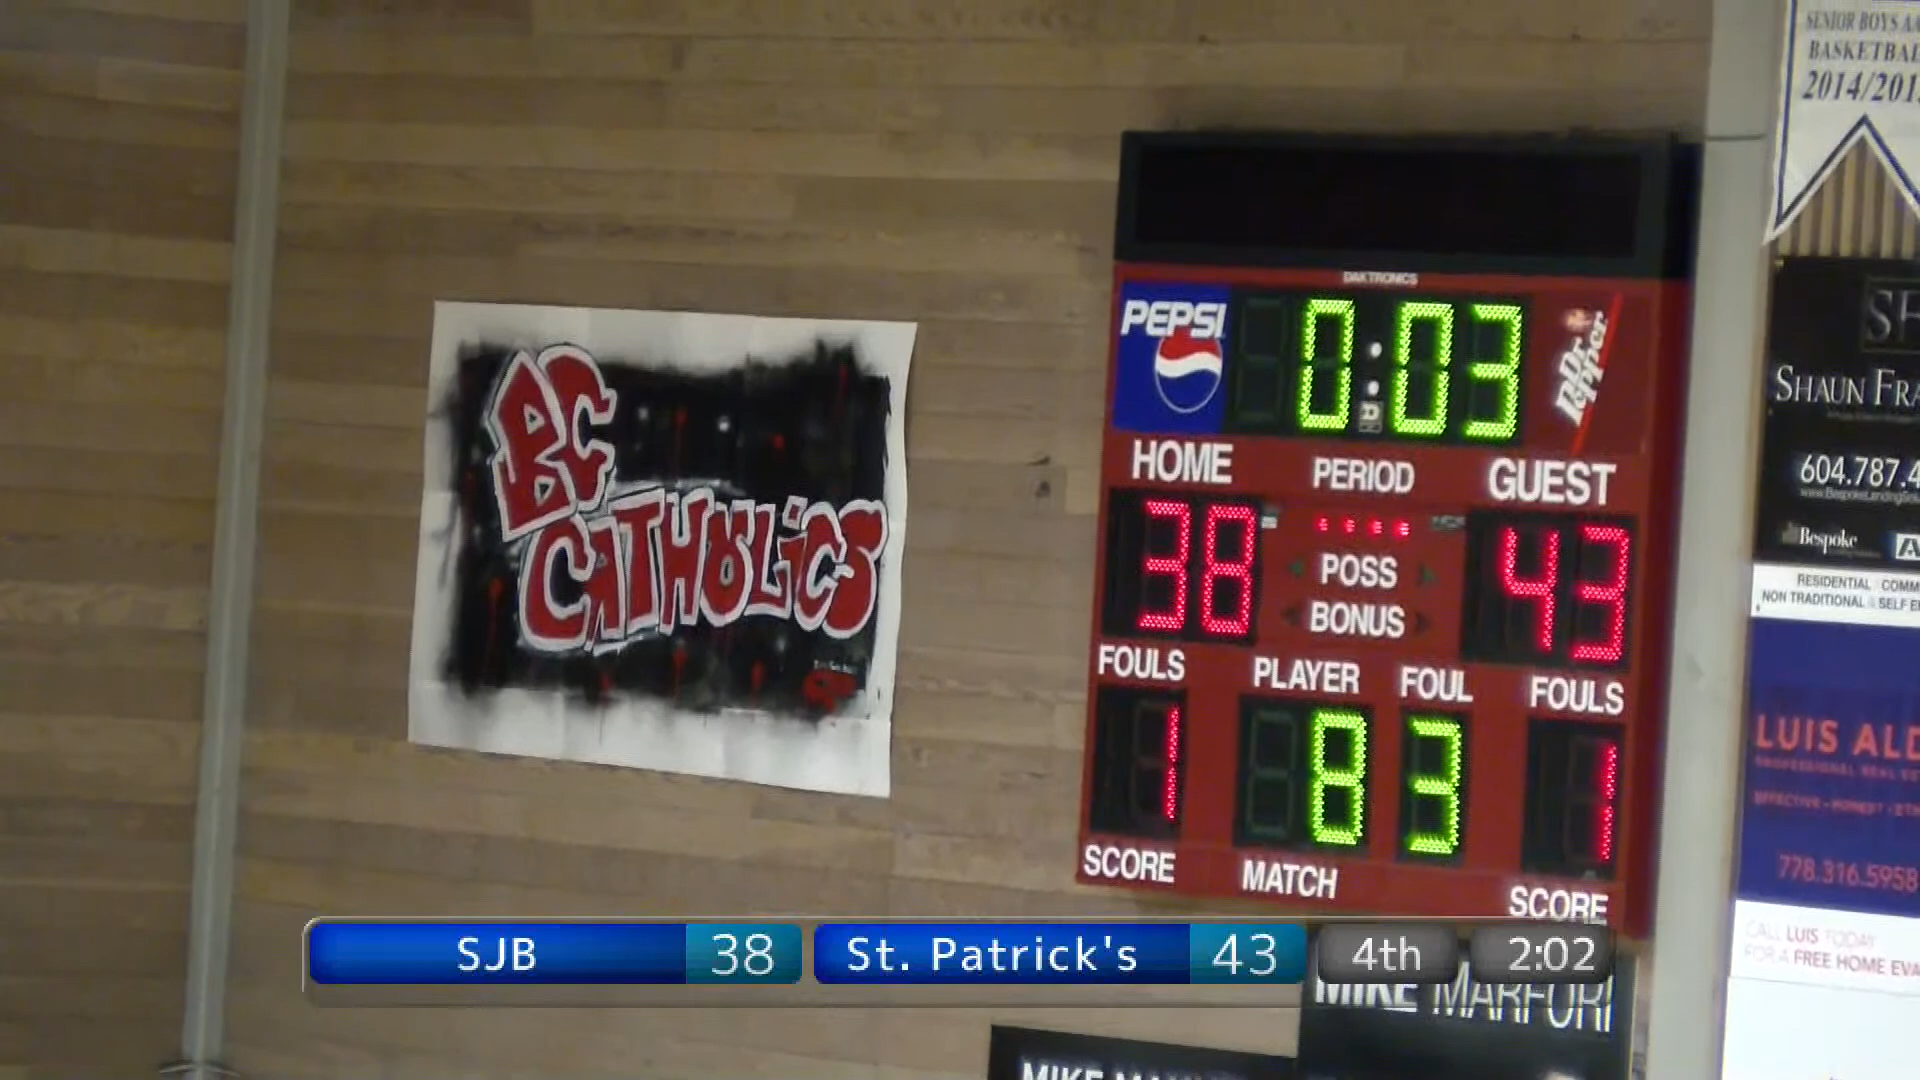 SENIOR BOYS AA
BASKETBAL
2014/201
DAKTRONICS
PEPSI
0:03
Dr Pepper
HOME
PERIOD
GUEST
38
43
POSS
BONUS
FOULS
PLAYER
FOUL
FOULS
1
8
3
1
SCORE
MATCH
SCORE
BC
CATHOLiCS
SHAUN FRA
604.787.4
Bespoke
RESIDENTIAL COMM
NON TRADITIONAL SELF E
LUIS ALD
778.316.5958
CALL LUIS TODAY
FOR A FREE HOME EVA
SJB 38 St. Patrick's 43 4th 2:02
MIKE MARFORI
MIKE MA